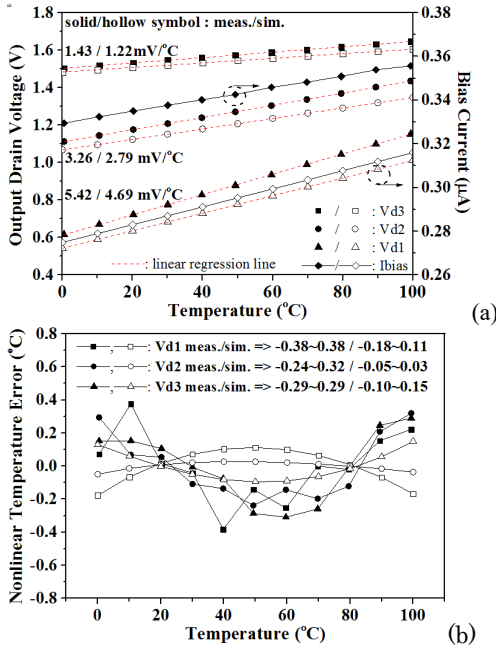 solid/hollow symbol : meas./sim.
1.43 / 1.22 mV/°C
3.26 / 2.79 mV/°C
5.42 / 4.69 mV/°C
/ : Vd3
/ : Vd2
/ : Vd1
: linear regression line
: Ibias
Output Drain Voltage (V)
1.8
1.6
1.4
1.2
1.0
0.8
0.6
0.4
Bias Current (μA)
0.38
0.36
0.34
0.32
0.30
0.28
0.26
0 20 40 60 80 100
Temperature (°C)
(a)
, : Vd1 meas./sim. => -0.38~0.38 / -0.18~0.11
, : Vd2 meas./sim. => -0.24~0.32 / -0.05~0.03
, : Vd3 meas./sim. => -0.29~0.29 / -0.10~0.15
Nonlinear Temperature Error (°C)
0.8
0.6
0.4
0.2
0.0
-0.2
-0.4
-0.6
-0.8
0 20 40 60 80 100
Temperature (°C)
(b)